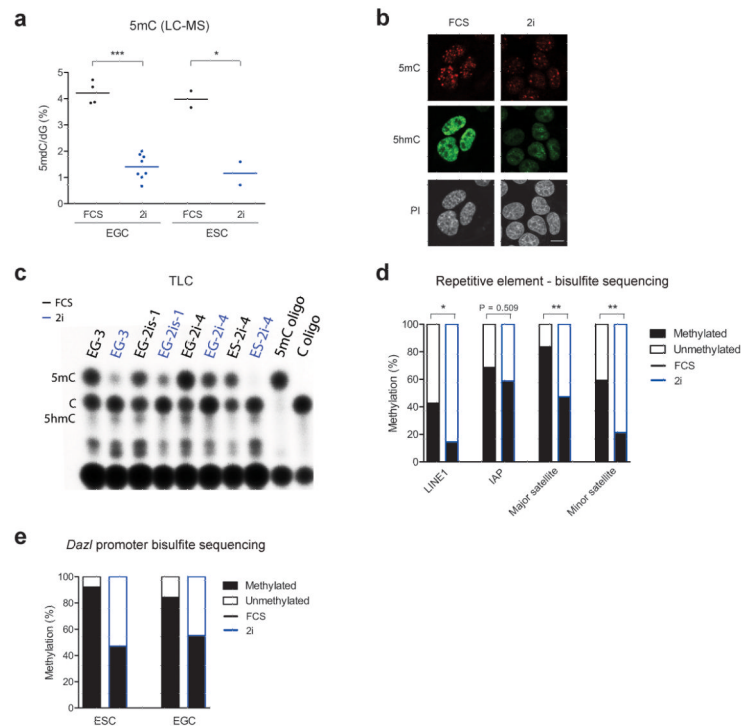 a
5mC (LC-MS)
***
*
5mdC/dG (%)
5
4
3
2
1
0
FCS
2i
FCS
2i
EGC
ESC
b
FCS
2i
5mC
5hmC
PI
c
TLC
FCS
2i
EG-3
EG-3
EG-2is-1
EG-2is-1
EG-2i-4
EG-2i-4
ES-2i-4
ES-2i-4
5mC oligo
C oligo
5mC
C
5hmC
d
Repetitive element - bisulfite sequencing
*
P = 0.509
**
**
Methylation (%)
100
80
60
40
20
0
Methylated
Unmethylated
FCS
2i
LINE1
IAP
Major satellite
Minor satellite
e
Dazl promoter bisulfite sequencing
Methylation (%)
100
80
60
40
20
0
Methylated
Unmethylated
FCS
2i
ESC
EGC